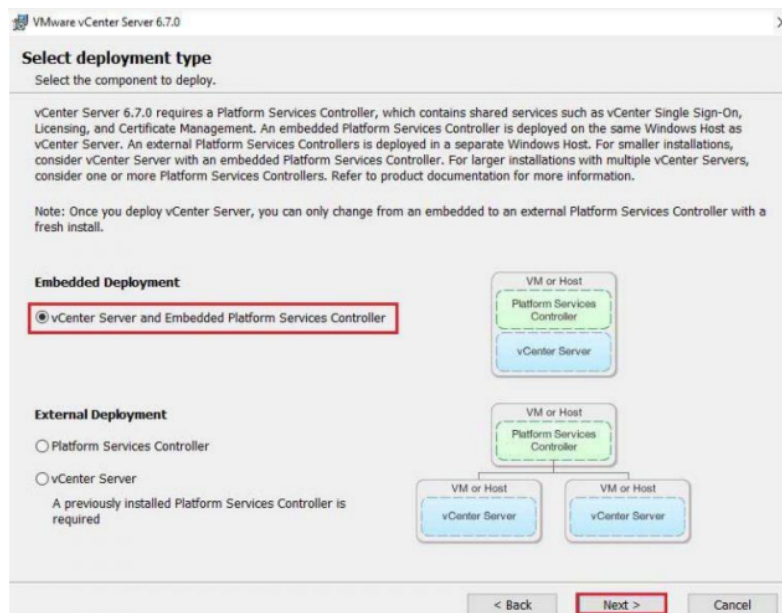 VMware vCenter Server 6.7.0
Select deployment type
Select the component to deploy.
vCenter Server 6.7.0 requires a Platform Services Controller, which contains shared services such as vCenter Single Sign-On,
Licensing, and Certificate Management. An embedded Platform Services Controller is deployed on the same Windows Host as
vCenter Server. An external Platform Services Controllers is deployed in a separate Windows Host. For smaller installations,
consider vCenter Server with an embedded Platform Services Controller. For larger installations with multiple vCenter Servers,
consider one or more Platform Services Controllers. Refer to product documentation for more information.
Note: Once you deploy vCenter Server, you can only change from an embedded to an external Platform Services Controller with a
fresh install.
Embedded Deployment
vCenter Server and Embedded Platform Services Controller
VM or Host
Platform Services
Controller
vCenter Server
External Deployment
Platform Services Controller
vCenter Server
A previously installed Platform Services Controller is
required
VM or Host
Platform Services
Controller
VM or Host
vCenter Server
VM or Host
vCenter Server
< Back
Next >
Cancel